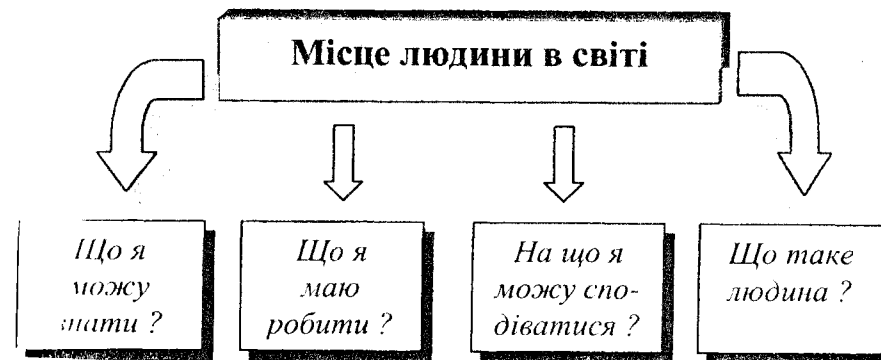 Місце людини в світі
Що я
можу
знати ?
Що я
маю
робити ?
На що я
можу спо-
діватися ?
Що таке
людина ?